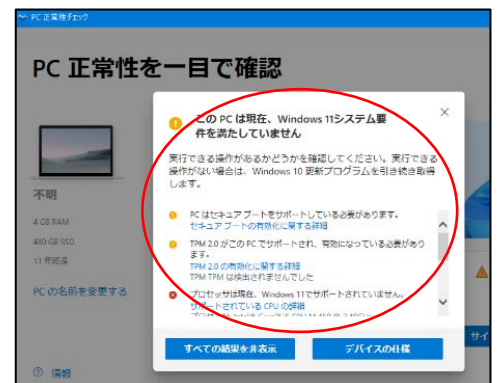 PC 正常性チェック
PC 正常性を一目で確認
不明
4 GB RAM
480 GB SSD
11 年経過
PC の名前を変更する
情報
この PC は現在、Windows 11システム要
件を満たしていません
実行できる操作があるかどうかを確認してください。実行できる
操作がない場合は、Windows 10 更新プログラムを引き続き取得
します。
PC はセキュア ブートをサポートしている必要があります。
セキュア ブートの有効化に関する詳細
TPM 2.0 がこの PC でサポートされ、有効になっている必要があり
ます。
TPM 2.0 の有効化に関する詳細
TPM TPM は検出されませんでした
プロセッサは現在、Windows 11でサポートされていません。
サポートされている CPU の詳細
すべての結果を非表示
デバイスの仕様
サイ